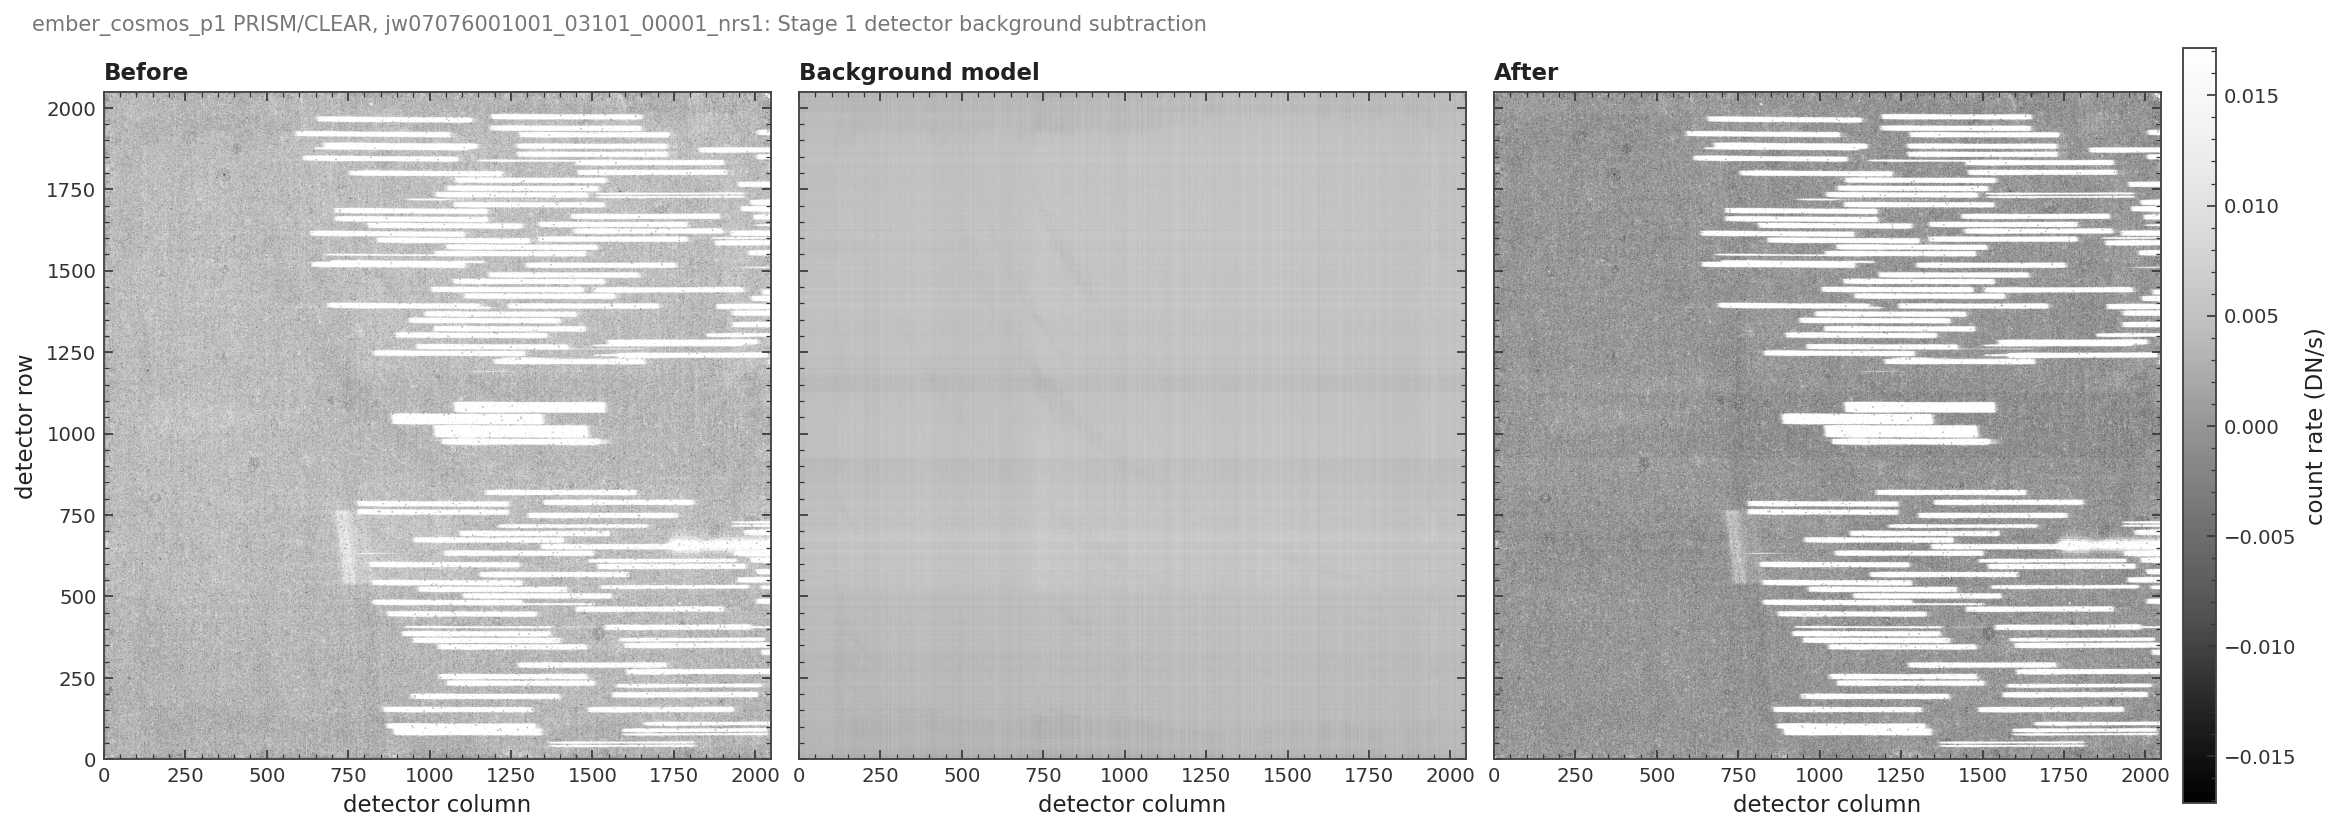 ember_cosmos_p1 PRISM/CLEAR, jw07076001001_03101_00001_nrs1: Stage 1 detector background subtraction
Before
Background model
After
2000
1750
1500
1250
1000
750
500
250
0
detector row
0 250 500 750 1000 1250 1500 1750 2000
0 250 500 750 1000 1250 1500 1750 2000
0 250 500 750 1000 1250 1500 1750 2000
detector column
detector column
detector column
0.015
0.010
0.005
0.000
−0.005
−0.010
−0.015
count rate (DN/s)